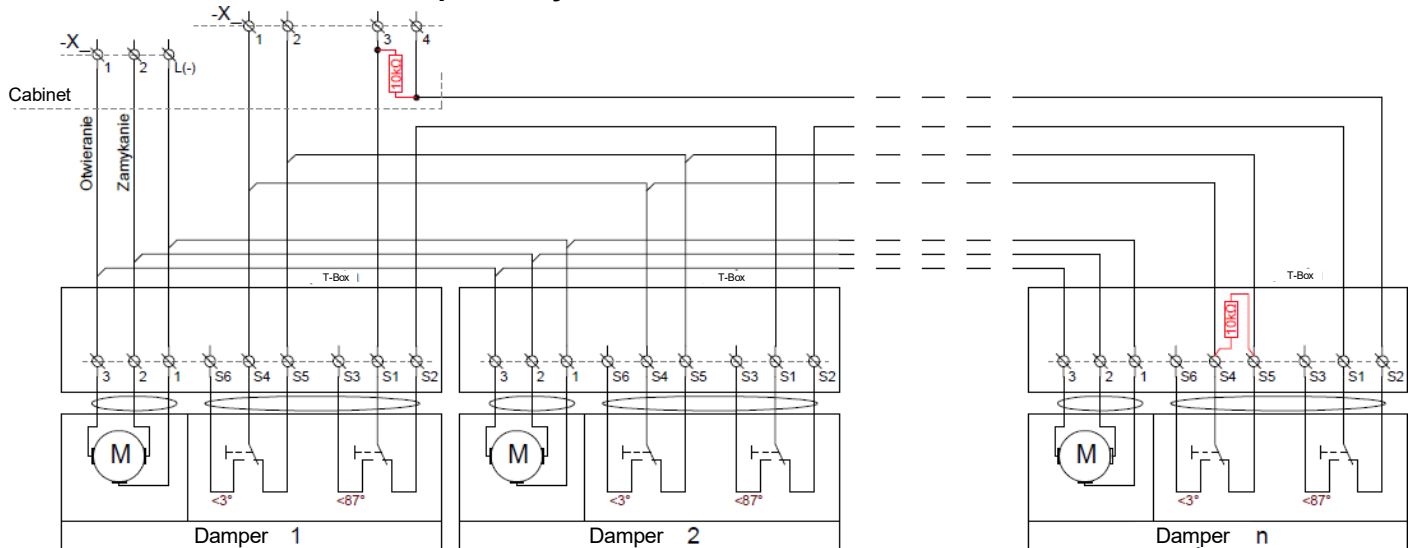 -X_
1 2 3 4
-X_
1 2 L(-)
10kΩ
Cabinet
Otwieranie
Zamykanie
T-Box
T-Box
T-Box
10kΩ
3 2 1 S6 S4 S5 S3 S1 S2
3 2 1 S6 S4 S5 S3 S1 S2
3 2 1 S6 S4 S5 S3 S1 S2
M
<3°
<87°
M
<3°
<87°
M
<3°
<87°
Damper 1
Damper 2
Damper n